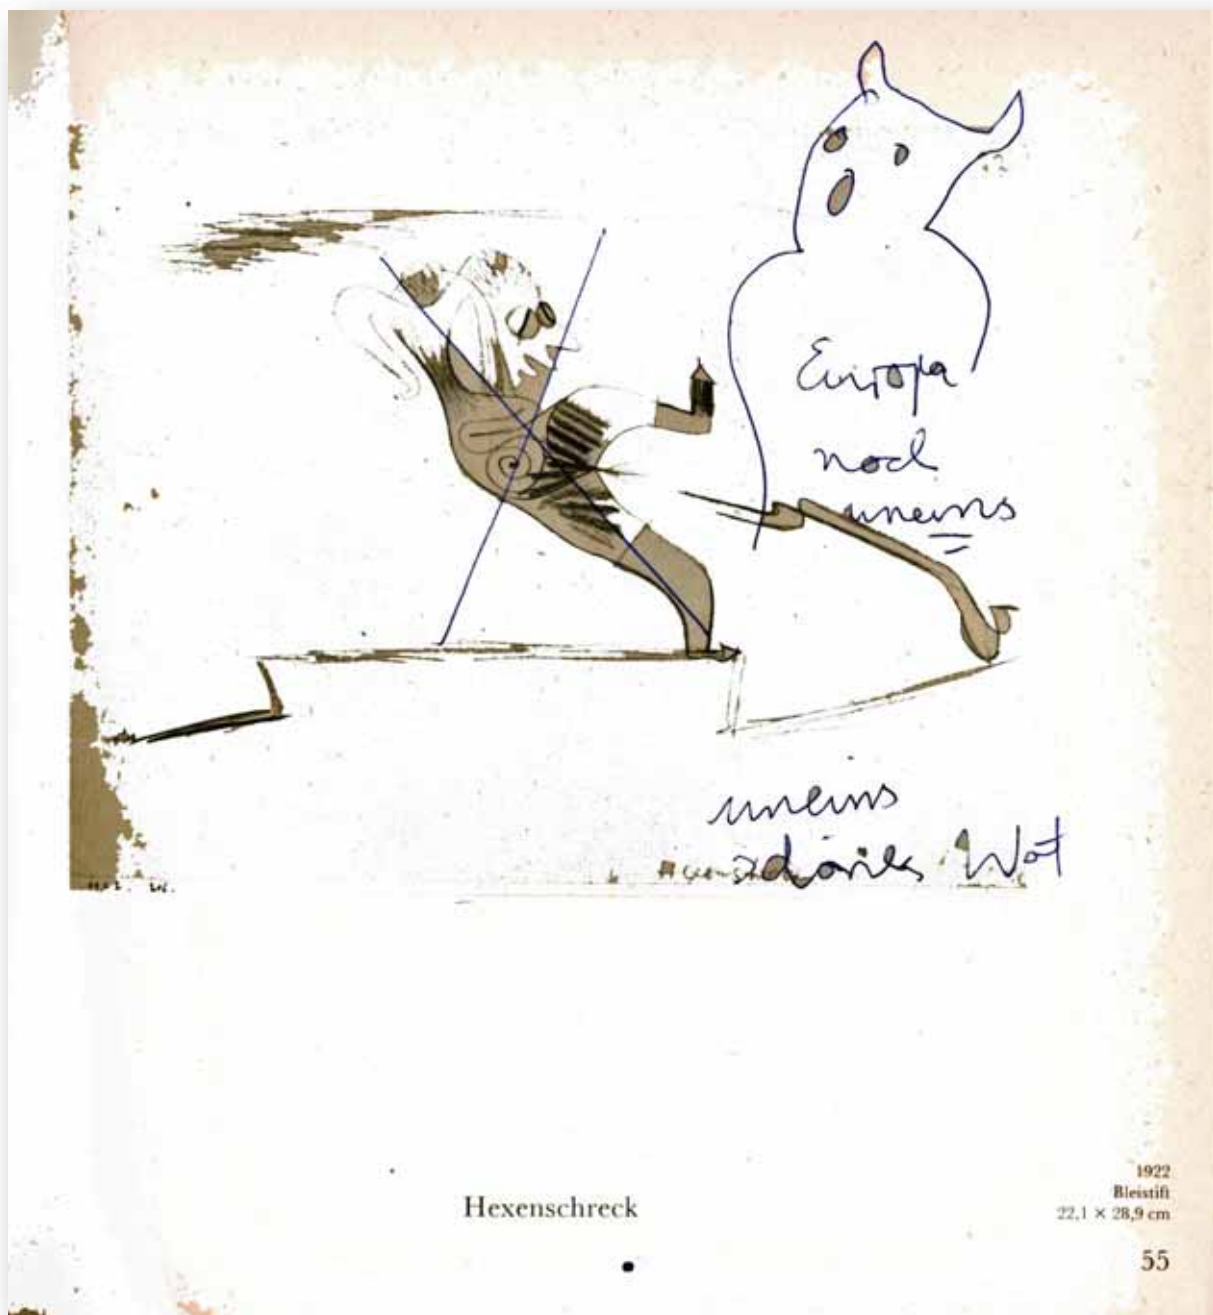 Europa
noch
uneins
uneins
schönes Wort
Hexenschreck
1922
Bleistift
22,1 × 28,9 cm
55